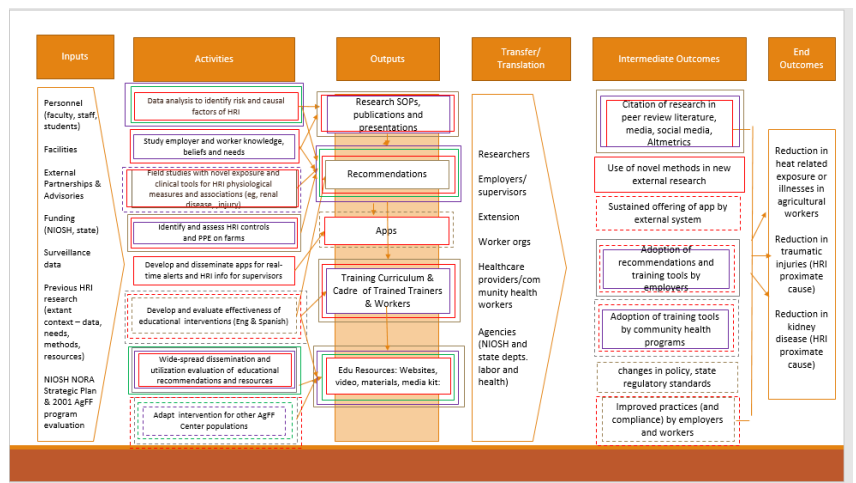 Inputs
Activities
Outputs
Transfer/
Translation
Intermediate Outcomes
End
Outcomes
Personnel
(faculty, staff,
students)
Facilities
External
Partnerships &
Advisories
Funding
(NIOSH, state)
Surveillance
data
Previous HRI
research
(extant
context – data,
needs,
methods,
resources)
NIOSH NORA
Strategic Plan
& 2001 AgFF
program
evaluation
Data analysis to identify risk and causal
factors of HRI
Study employer and worker knowledge,
beliefs and needs
Field studies with novel exposure and
clinical tools for HRI physiological
measures and associations (eg, renal
disease, ,injury)
Identify and assess HRI controls
and PPE on farms
Develop and disseminate apps for real-
time alerts and HRI info for supervisors
Develop and evaluate effectiveness of
educational interventions (Eng & Spanish)
Wide-spread dissemination and
utilization evaluation of educational
recommendations and resources
Adapt intervention for other AgFF
Center populations
Research SOPs,
publications and
presentations
Recommendations
Apps
Training Curriculum &
Cadre of Trained Trainers
& Workers
Edu Resources: Websites,
video, materials, media kit:
Researchers
Employers/
supervisors
Extension
Worker orgs
Healthcare
providers/com
munity health
workers
Agencies
(NIOSH and
state depts.
labor and
health)
Citation of research in
peer review literature,
media, social media,
Altmetrics
Use of novel methods in new
external research
Sustained offering of app by
external system
Adoption of
recommendations and
training tools by
employers
Adoption of training tools
by community health
programs
changes in policy, state
regulatory standards
Improved practices (and
compliance) by employers
and workers
Reduction in
heat related
exposure or
illnesses in
agricultural
workers
Reduction in
traumatic
injuries (HRI
proximate
cause)
Reduction in
kidney
disease (HRI
proximate
cause)